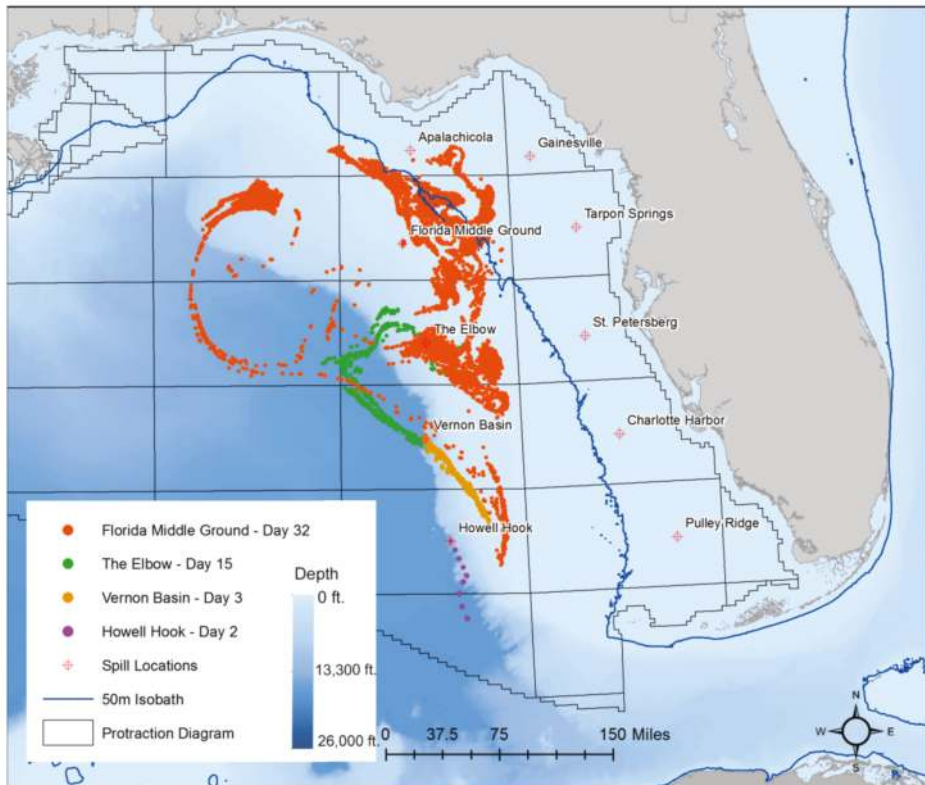 Apalachicola
Gainesville
Tarpon Springs
Florida Middle Ground
St. Petersberg
The Elbow
Charlotte Harbor
Vernon Basin
Pulley Ridge
Howell Hook
Florida Middle Ground - Day 32
The Elbow - Day 15
Vernon Basin - Day 3
Howell Hook - Day 2
Spill Locations
50m Isobath
Protraction Diagram
Depth
0 ft.
13,300 ft.
26,000 ft.
0 37.5 75 150 Miles
N
W E
S